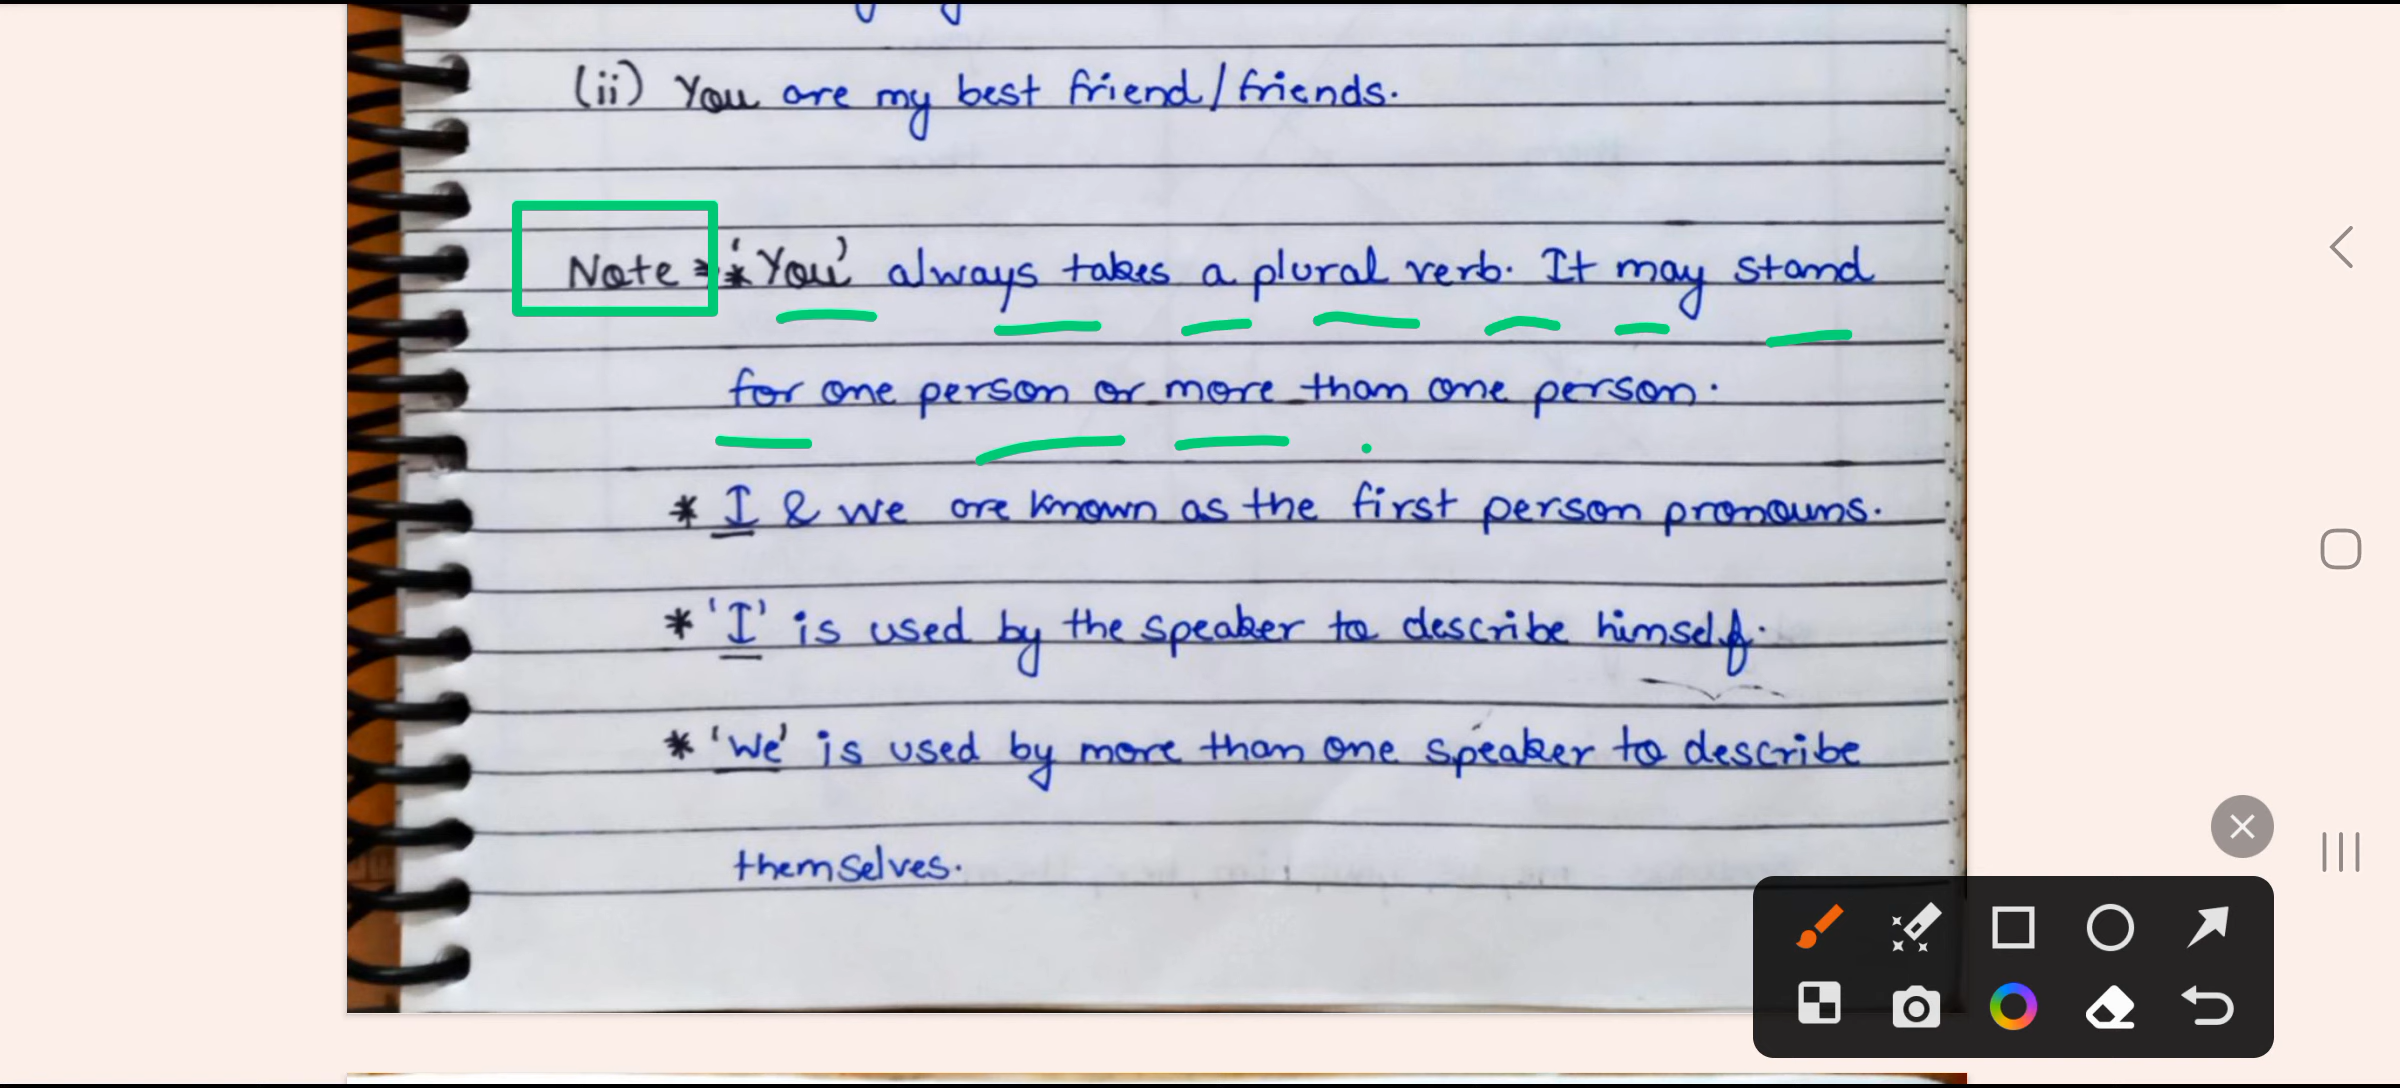 (ii) You are my best friend/friends.
Note ⇒ * 'You' always takes a plural verb. It may stand
for one person or more than one person.
* I & we are known as the first person pronouns.
* 'I' is used by the speaker to describe himself.
* 'We' is used by more than one speaker to describe
themselves.